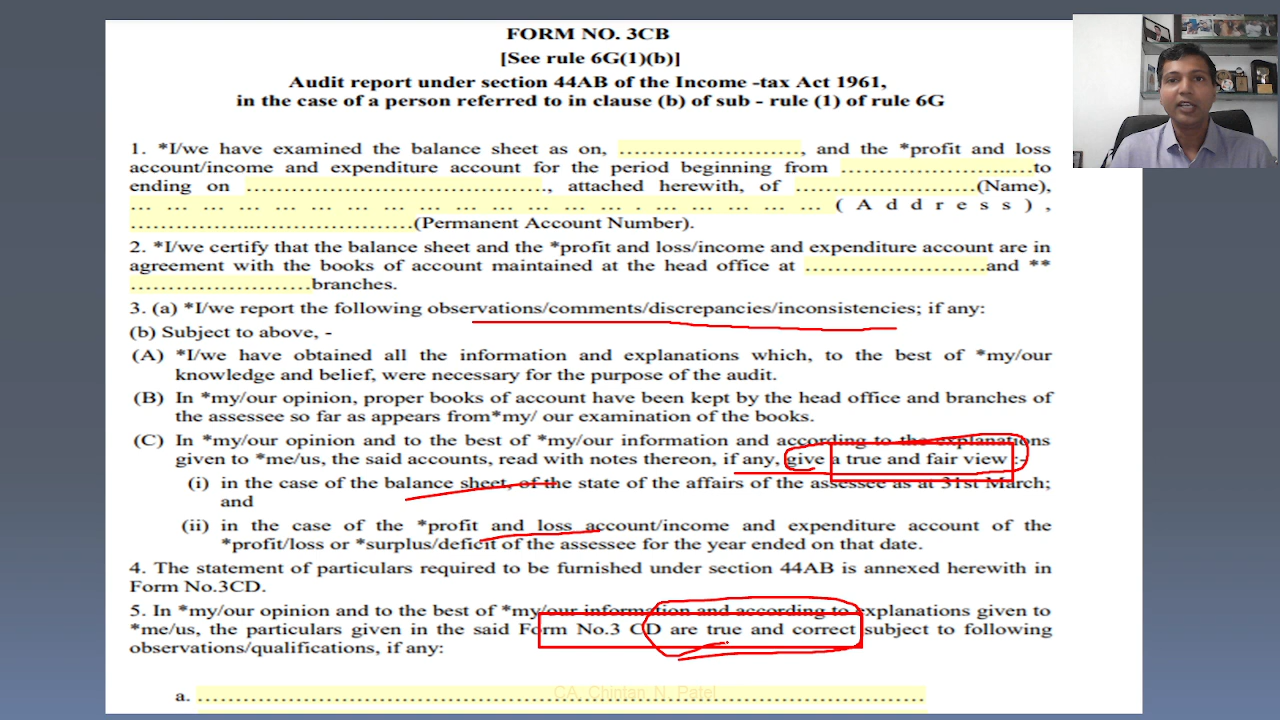 FORM NO. 3CB
[See rule 6G(1)(b)]
Audit report under section 44AB of the Income -tax Act 1961,
in the case of a person referred to in clause (b) of sub - rule (1) of rule 6G
1. *I/we have examined the balance sheet as on, ……………………., and the *profit and loss
account/income and expenditure account for the period beginning from …………………….to
ending on …………………………………., attached herewith, of ……………………(Name),
… … … … … … … … … … … … … … . … … … … … ( A d d r e s s ) ,
……………..……………………(Permanent Account Number).
2. *I/we certify that the balance sheet and the *profit and loss/income and expenditure account are in
agreement with the books of account maintained at the head office at ……………………and **
……………………branches.
3. (a) *I/we report the following observations/comments/discrepancies/inconsistencies; if any:
(b) Subject to above, -
(A) *I/we have obtained all the information and explanations which, to the best of *my/our
knowledge and belief, were necessary for the purpose of the audit.
(B) In *my/our opinion, proper books of account have been kept by the head office and branches of
the assessee so far as appears from*my/ our examination of the books.
(C) In *my/our opinion and to the best of *my/our information and according to the explanations
given to *me/us, the said accounts, read with notes thereon, if any, give a true and fair view :-
(i) in the case of the balance sheet, of the state of the affairs of the assessee as at 31st March;
and
(ii) in the case of the *profit and loss account/income and expenditure account of the
*profit/loss or *surplus/deficit of the assessee for the year ended on that date.
4. The statement of particulars required to be furnished under section 44AB is annexed herewith in
Form No.3CD.
5. In *my/our opinion and to the best of *my/our information and according to explanations given to
*me/us, the particulars given in the said Form No.3 CD are true and correct subject to following
observations/qualifications, if any:
a. ………………………………………………………………………………
CA. Chintan N. Patel